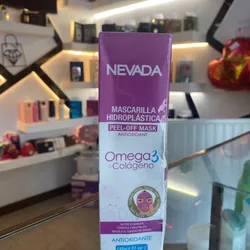 NEVADA
MASCARILLA
HIDROPLÁSTICA
PEEL-OFF MASK
ANTIOXIDANT
Omega3
Colágeno
ANTIOXIDANTE